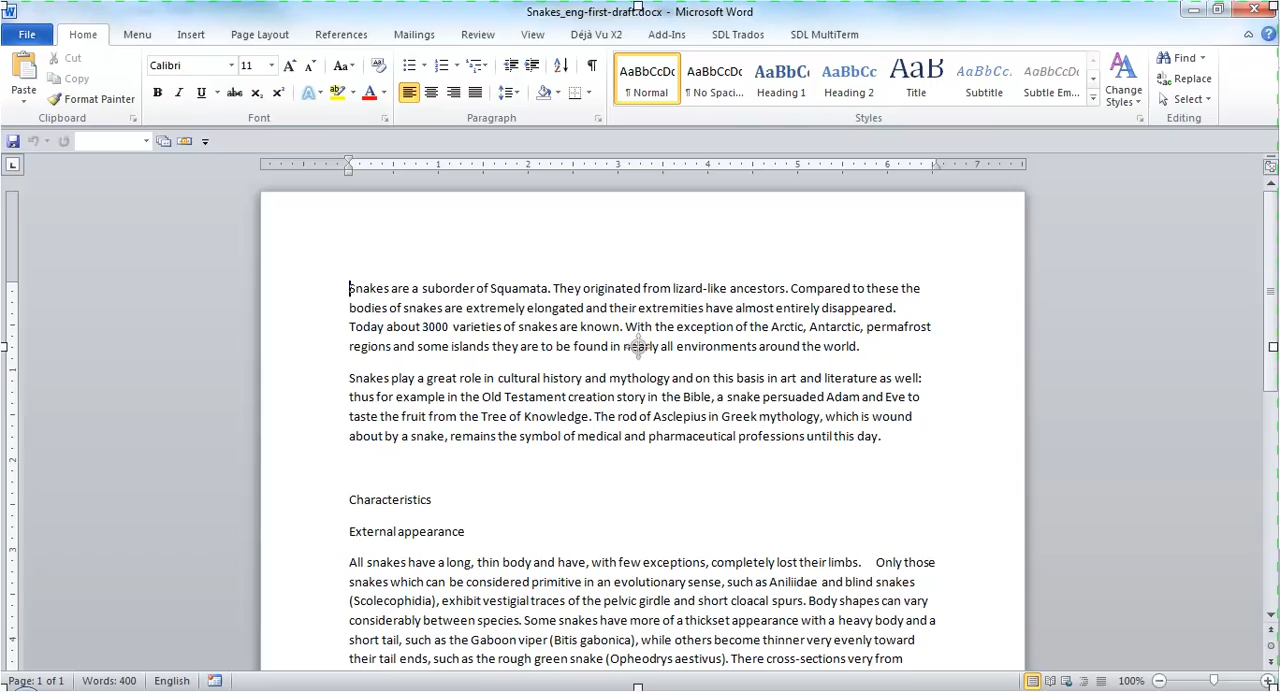 Snakes_eng-first-draft.docx - Microsoft Word
File Home Menu Insert Page Layout References Mailings Review View Déjà Vu X2 Add-Ins SDL Trados SDL MultiTerm
Paste
Cut
Copy
Format Painter
Clipboard
Calibri 11
Font
Paragraph
AaBbCcDc AaBbCcDc AaBbCc AaBbCc AaB AaBbCc. AaBbCcDc
¶ Normal ¶ No Spaci... Heading 1 Heading 2 Title Subtitle Subtle Em...
Change
Styles
Styles
Find
Replace
Select
Editing
1 2 3 4 5 7
Snakes are a suborder of Squamata. They originated from lizard-like ancestors. Compared to these the
bodies of snakes are extremely elongated and their extremities have almost entirely disappeared.
Today about 3000 varieties of snakes are known. With the exception of the Arctic, Antarctic, permafrost
regions and some islands they are to be found in nearly all environments around the world.
Snakes play a great role in cultural history and mythology and on this basis in art and literature as well:
thus for example in the Old Testament creation story in the Bible, a snake persuaded Adam and Eve to
taste the fruit from the Tree of Knowledge. The rod of Asclepius in Greek mythology, which is wound
about by a snake, remains the symbol of medical and pharmaceutical professions until this day.
Characteristics
External appearance
All snakes have a long, thin body and have, with few exceptions, completely lost their limbs. Only those
snakes which can be considered primitive in an evolutionary sense, such as Aniliidae and blind snakes
(Scolecophidia), exhibit vestigial traces of the pelvic girdle and short cloacal spurs. Body shapes can vary
considerably between species. Some snakes have more of a thickset appearance with a heavy body and a
short tail, such as the Gaboon viper (Bitis gabonica), while others become thinner very evenly toward
their tail ends, such as the rough green snake (Opheodrys aestivus). There cross-sections very from
Page: 1 of 1 Words: 400 English 100%